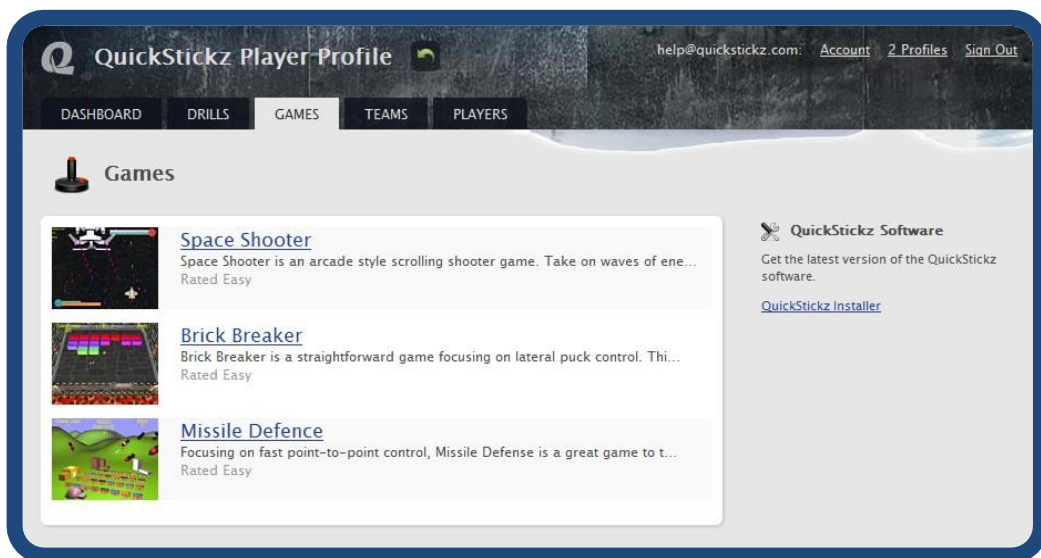 Q QuickStickz Player Profile
help@quickstickz.com: Account 2 Profiles Sign Out
DASHBOARD DRILLS GAMES TEAMS PLAYERS
Games
Space Shooter
Space Shooter is an arcade style scrolling shooter game. Take on waves of ene...
Rated Easy
Brick Breaker
Brick Breaker is a straightforward game focusing on lateral puck control. Thi...
Rated Easy
Missile Defence
Focusing on fast point-to-point control, Missile Defense is a great game to t...
Rated Easy
QuickStickz Software
Get the latest version of the QuickStickz
software.
QuickStickz Installer